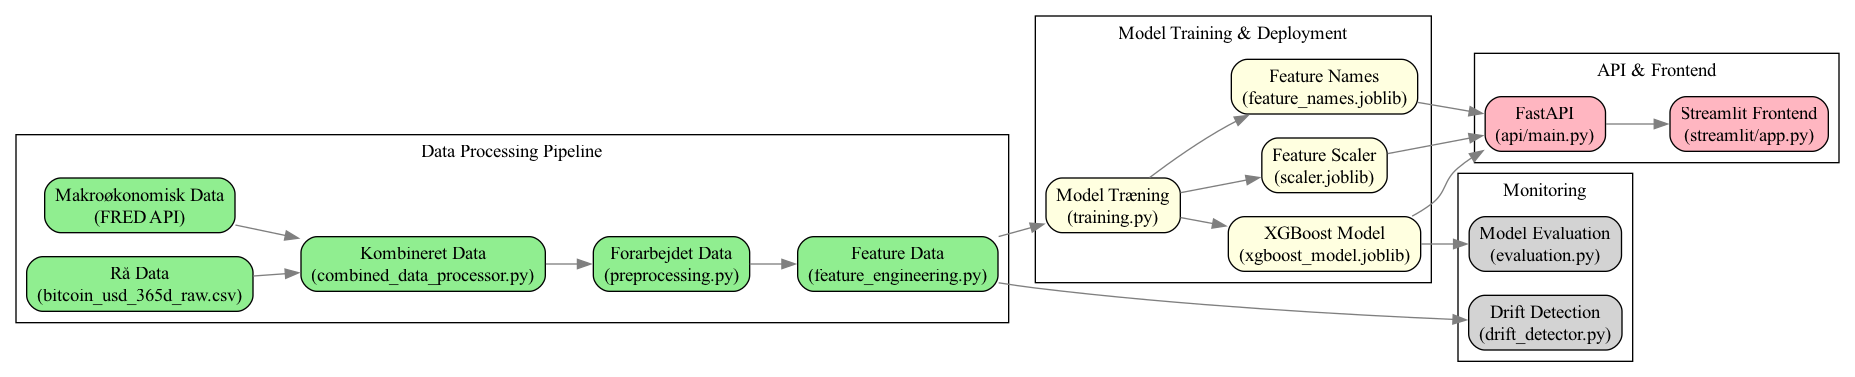 Data Processing Pipeline
Makroøkonomisk Data
(FRED API)
Rå Data
(bitcoin_usd_365d_raw.csv)
Kombineret Data
(combined_data_processor.py)
Forarbejdet Data
(preprocessing.py)
Feature Data
(feature_engineering.py)
Model Training & Deployment
Model Træning
(training.py)
Feature Names
(feature_names.joblib)
Feature Scaler
(scaler.joblib)
XGBoost Model
(xgboost_model.joblib)
API & Frontend
FastAPI
(api/main.py)
Streamlit Frontend
(streamlit/app.py)
Monitoring
Model Evaluation
(evaluation.py)
Drift Detection
(drift_detector.py)